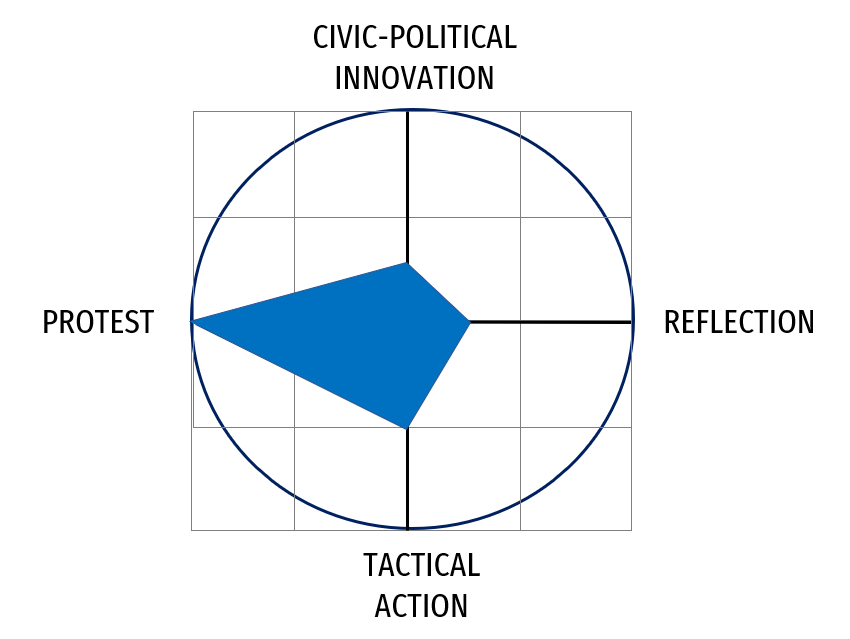 CIVIC-POLITICAL
INNOVATION
PROTEST
REFLECTION
TACTICAL
ACTION